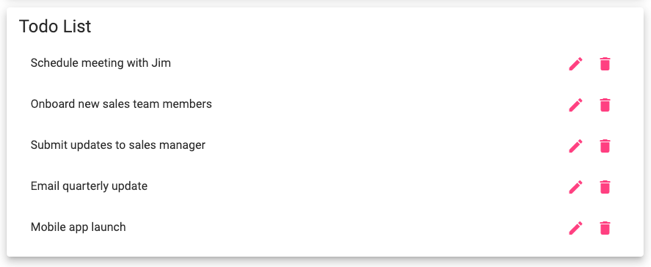 Todo List
Schedule meeting with Jim
Onboard new sales team members
Submit updates to sales manager
Email quarterly update
Mobile app launch